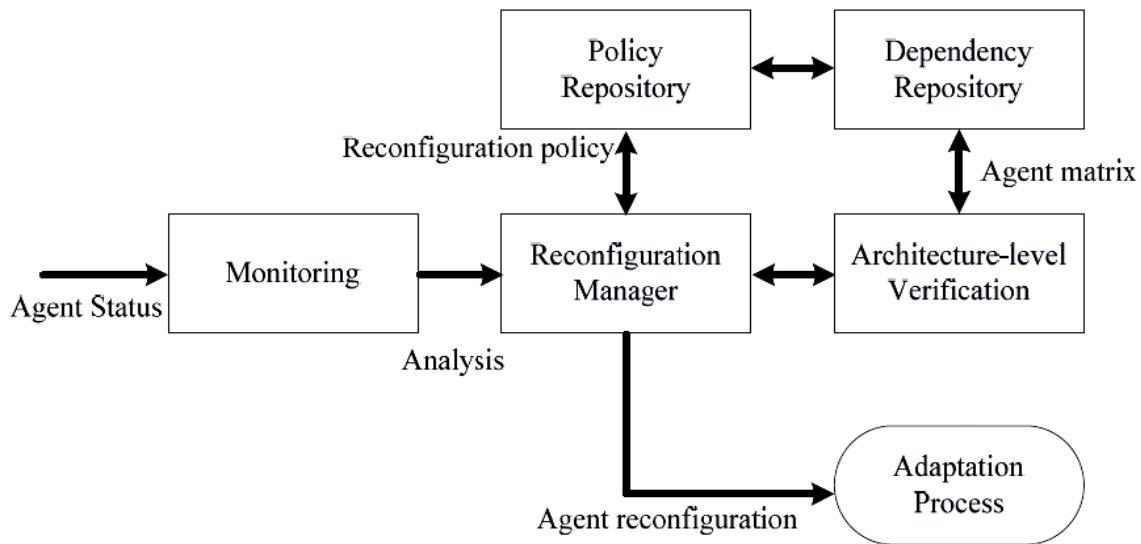 Policy
Repository
Dependency
Repository
Reconfiguration policy
Agent matrix
Monitoring
Reconfiguration
Manager
Architecture-level
Verification
Agent Status
Analysis
Adaptation
Process
Agent reconfiguration